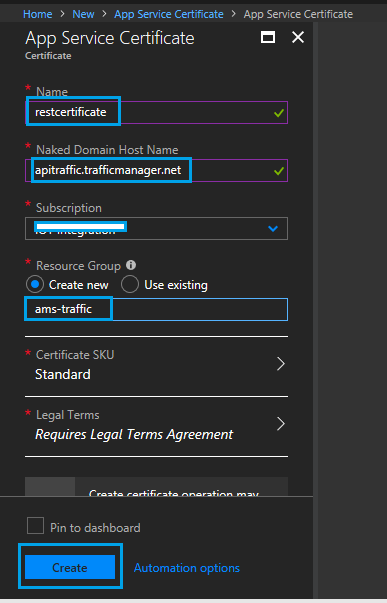 Home > New > App Service Certificate > App Service Certificate
App Service Certificate
Certificate
* Name
restcertificate
* Naked Domain Host Name
apitraffic.trafficmanager.net
* Subscription
* Resource Group
Create new Use existing
ams-traffic
* Certificate SKU
Standard
* Legal Terms
Requires Legal Terms Agreement
Create certificate operation may
Pin to dashboard
Create Automation options